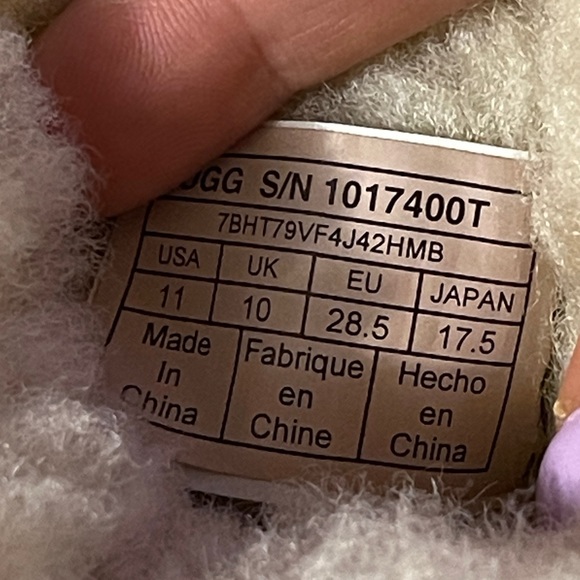 UGG S/N 1017400T
7BHT79VF4J42HMB
USA UK EU JAPAN
11 10 28.5 17.5
Made Fabrique Hecho
In en en
China Chine China